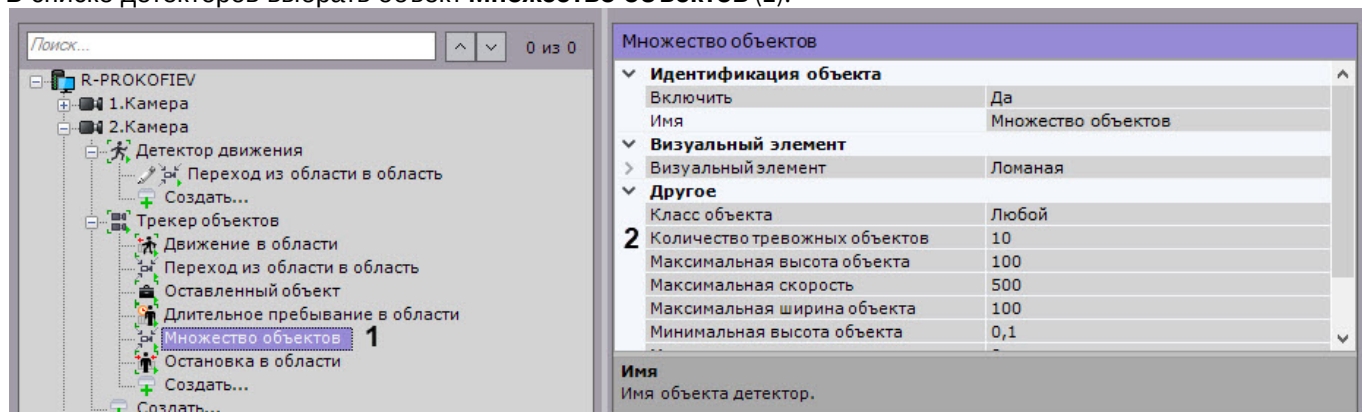 В списке детекторов выбрать объект Множество объектов (1).
Поиск...
0 из 0
R-PROKOFIEV
1.Камера
2.Камера
Детектор движения
Переход из области в область
Создать...
Трекер объектов
Движение в области
Переход из области в область
Оставленный объект
Длительное пребывание в области
Множество объектов 1
Остановка в области
Создать...
Создать...
Множество объектов
Идентификация объекта
Включить Да
Имя Множество объектов
Визуальный элемент
Визуальный элемент Ломаная
Другое
Класс объекта Любой
2 Количество тревожных объектов 10
Максимальная высота объекта 100
Максимальная скорость 500
Максимальная ширина объекта 100
Минимальная высота объекта 0,1
Имя
Имя объекта детектор.